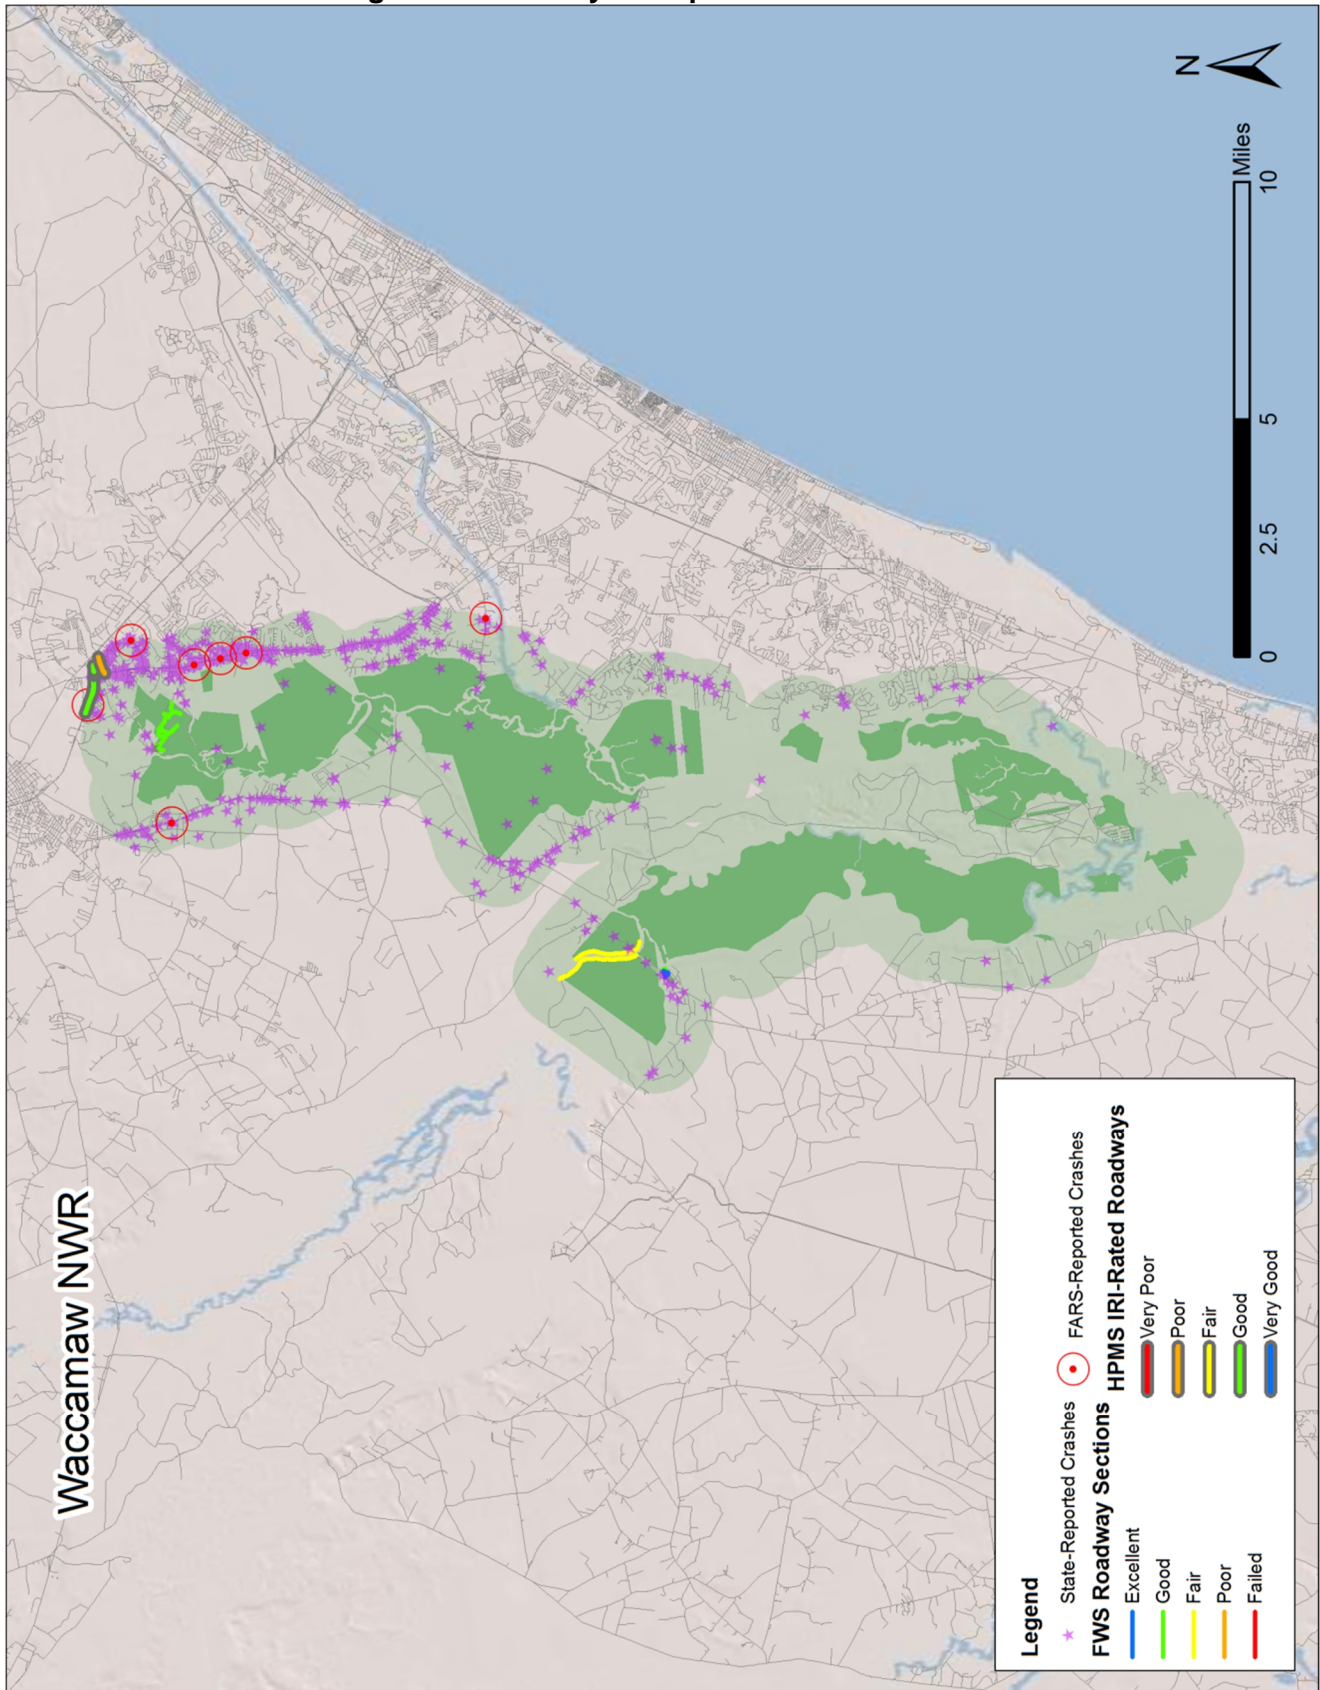 Waccamaw NWR
N
Miles
0 2.5 5 10
Legend
State-Reported Crashes
FARS-Reported Crashes
FWS Roadway Sections
Excellent
Good
Fair
Poor
Failed
HPMS IRI-Rated Roadways
Very Poor
Poor
Fair
Good
Very Good